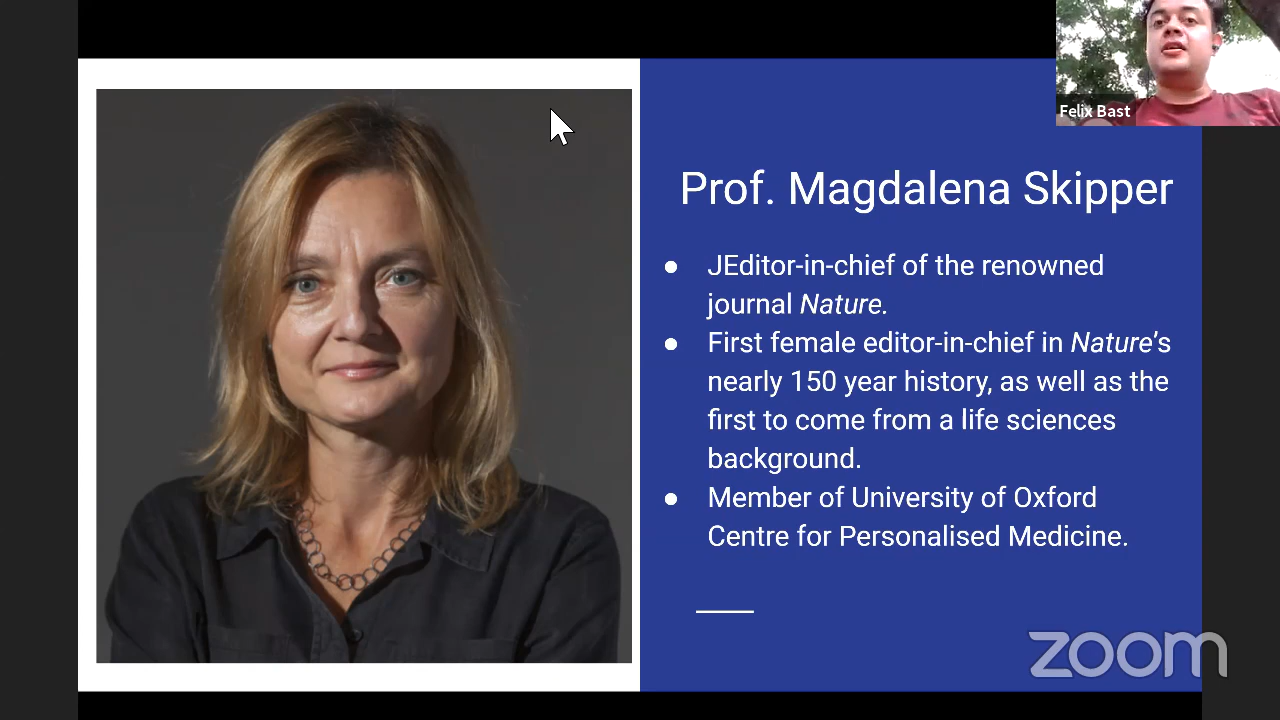 Felix Bast
Prof. Magdalena Skipper
● JEditor-in-chief of the renowned
journal Nature.
● First female editor-in-chief in Nature's
nearly 150 year history, as well as the
first to come from a life sciences
background.
● Member of University of Oxford
Centre for Personalised Medicine.
zoom